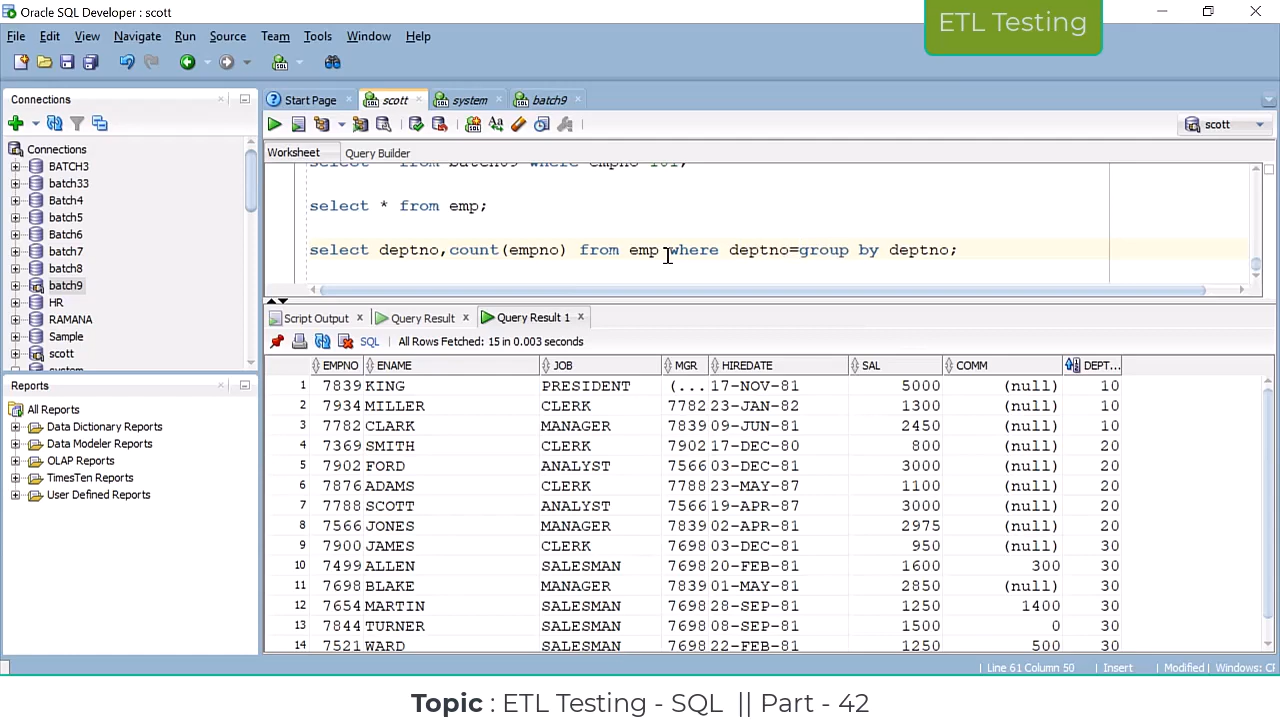 Oracle SQL Developer : scott
ETL Testing
File Edit View Navigate Run Source Team Tools Window Help
Connections
Start Page scott system batch9
scott
Connections
BATCH3
batch33
Batch4
batch5
Batch6
batch7
batch8
batch9
HR
RAMANA
Sample
scott
Worksheet Query Builder
select * from emp;
select deptno,count(empno) from emp where deptno=group by deptno;
Reports
All Reports
Data Dictionary Reports
Data Modeler Reports
OLAP Reports
TimesTen Reports
User Defined Reports
Script Output Query Result Query Result 1
SQL All Rows Fetched: 15 in 0.003 seconds
EMPNO ENAME JOB MGR HIREDATE SAL COMM DEPT...
1 7839 KING PRESIDENT (... 17-NOV-81 5000 (null) 10
2 7934 MILLER CLERK 7782 23-JAN-82 1300 (null) 10
3 7782 CLARK MANAGER 7839 09-JUN-81 2450 (null) 10
4 7369 SMITH CLERK 7902 17-DEC-80 800 (null) 20
5 7902 FORD ANALYST 7566 03-DEC-81 3000 (null) 20
6 7876 ADAMS CLERK 7788 23-MAY-87 1100 (null) 20
7 7788 SCOTT ANALYST 7566 19-APR-87 3000 (null) 20
8 7566 JONES MANAGER 7839 02-APR-81 2975 (null) 20
9 7900 JAMES CLERK 7698 03-DEC-81 950 (null) 30
10 7499 ALLEN SALESMAN 7698 20-FEB-81 1600 300 30
11 7698 BLAKE MANAGER 7839 01-MAY-81 2850 (null) 30
12 7654 MARTIN SALESMAN 7698 28-SEP-81 1250 1400 30
13 7844 TURNER SALESMAN 7698 08-SEP-81 1500 0 30
14 7521 WARD SALESMAN 7698 22-FEB-81 1250 500 30
Line 61 Column 50 Insert Modified Windows: CF
Topic : ETL Testing - SQL || Part - 42